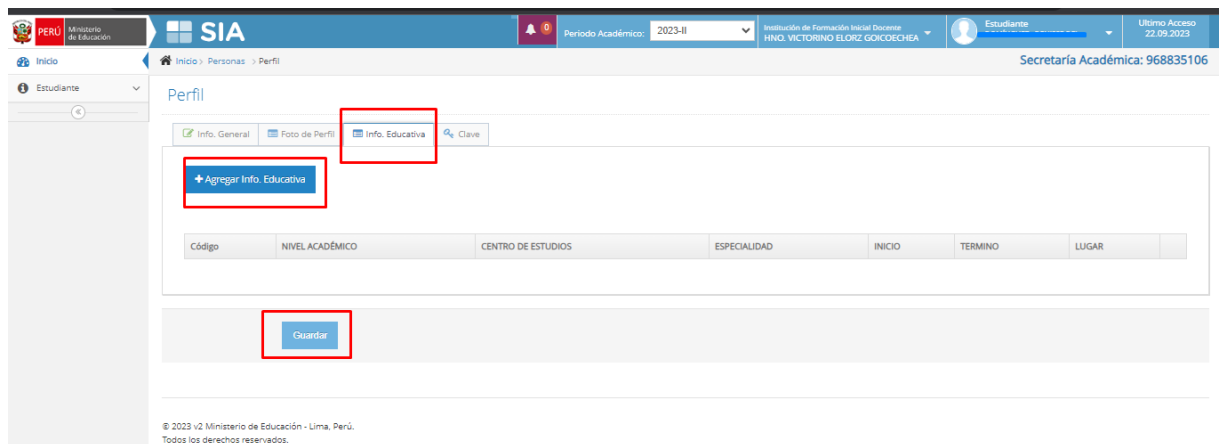 PERÚ Ministerio de Educación
SIA
0
Periodo Académico: 2023-II
Institución de Formación Inicial Docente
HNO. VICTORINO ELORZ GOICOECHEA
Estudiante
Ultimo Acceso
22.09.2023
Inicio
Inicio > Personas > Perfil
Secretaría Académica: 968835106
Estudiante
Perfil
Info. General Foto de Perfil Info. Educativa Clave
+ Agregar Info. Educativa
Código NIVEL ACADÉMICO CENTRO DE ESTUDIOS ESPECIALIDAD INICIO TERMINO LUGAR
Guardar
© 2023 v2 Ministerio de Educación - Lima, Perú.
Todos los derechos reservados.